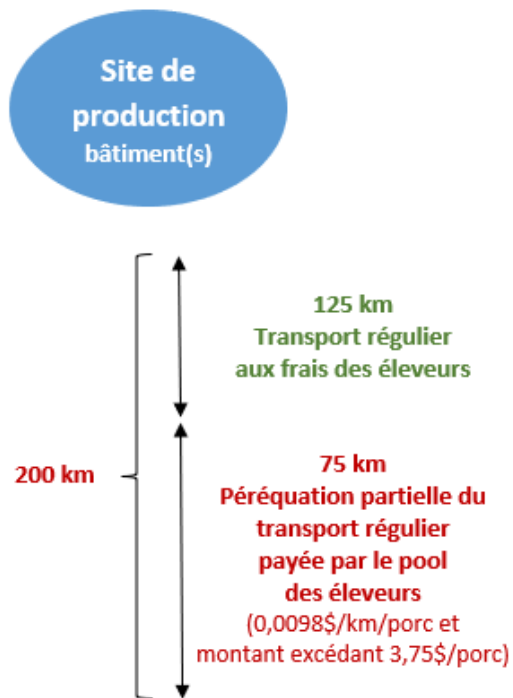 Site de
production
bâtiment(s)
125 km
Transport régulier
aux frais des éleveurs
200 km
75 km
Péréquation partielle du
transport régulier
payée par le pool
des éleveurs
(0,0098$/km/porc et
montant excédant 3,75$/porc)